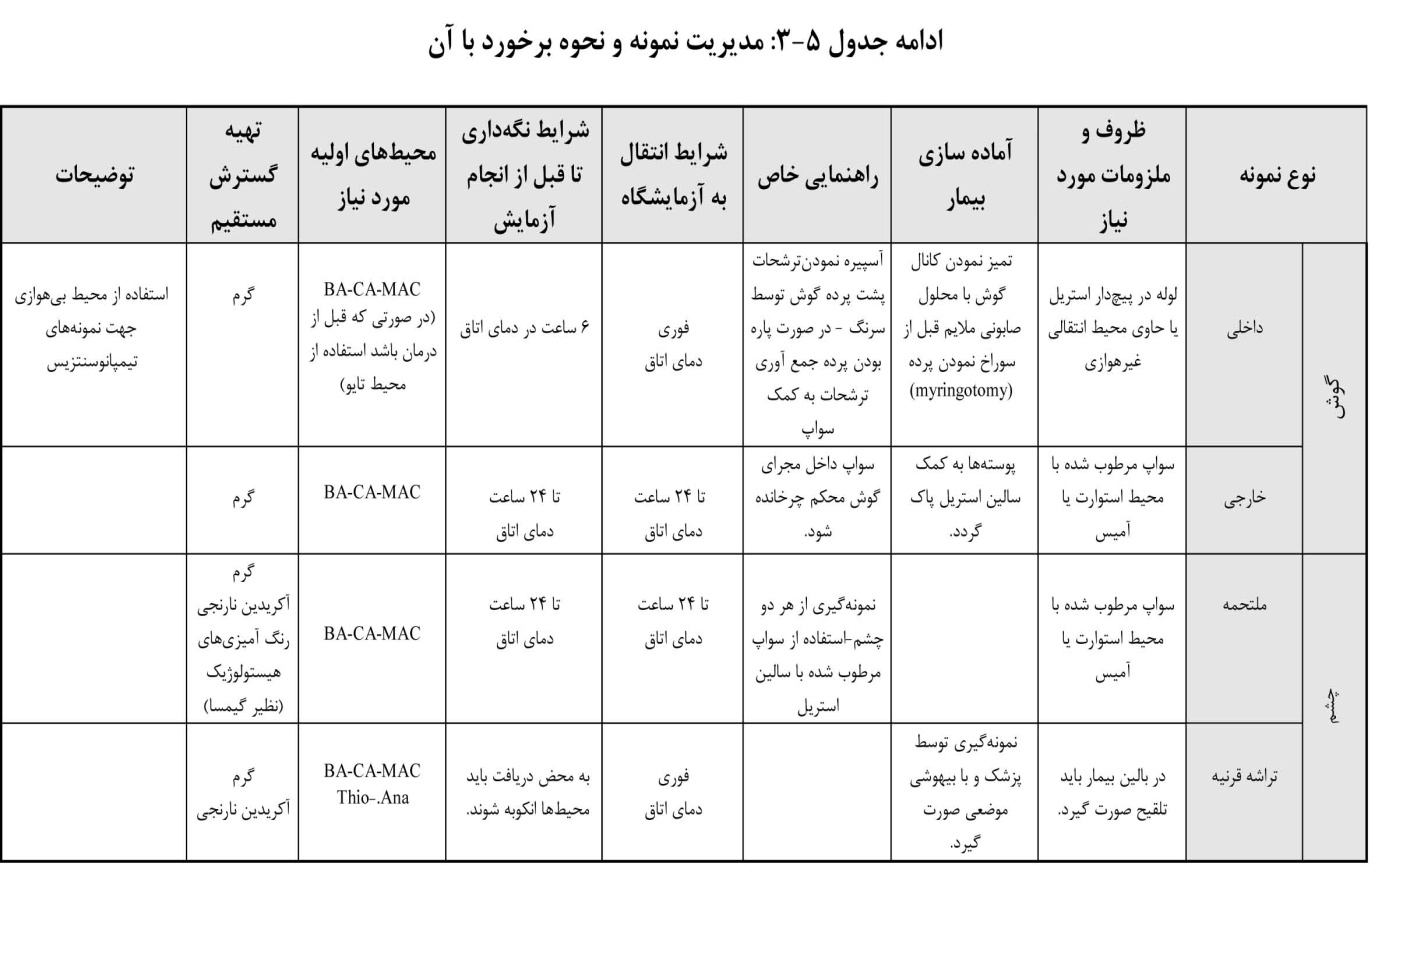 ادامه جدول ۵-۳: مدیریت نمونه و نحوه برخورد با آن
نوع نمونه
ظروف و
ملزومات مورد
نیاز
آماده سازی
بیمار
راهنمایی خاص
شرایط انتقال
به آزمایشگاه
شرایط نگه‌داری
تا قبل از انجام
آزمایش
محیط‌های اولیه
مورد نیاز
تهیه
گسترش
مستقیم
توضیحات
گوش
داخلی
لوله در پیچ‌دار استریل
یا حاوی محیط انتقالی
غیرهوازی
تمیز نمودن کانال
گوش با محلول
صابونی ملایم قبل از
سوراخ نمودن پرده
(myringotomy)
آسپیره نمودن‌ترشحات
پشت پرده گوش توسط
سرنگ - در صورت پاره
بودن پرده جمع آوری
ترشحات به کمک
سواپ
فوری
دمای اتاق
۶ ساعت در دمای اتاق
BA-CA-MAC
(در صورتی که قبل از
درمان باشد استفاده از
محیط تایو)
گرم
استفاده از محیط بی‌هوازی
جهت نمونه‌های
تیمپانوسنتزیس
خارجی
سواپ مرطوب شده با
محیط استوارت یا
آمیس
پوسته‌ها به کمک
سالین استریل پاک
گردد.
سواپ داخل مجرای
گوش محکم چرخانده
شود.
تا ۲۴ ساعت
دمای اتاق
تا ۲۴ ساعت
دمای اتاق
BA-CA-MAC
گرم
چشم
ملتحمه
سواپ مرطوب شده با
محیط استوارت یا
آمیس
نمونه‌گیری از هر دو
چشم-استفاده از سواپ
مرطوب شده با سالین
استریل
تا ۲۴ ساعت
دمای اتاق
تا ۲۴ ساعت
دمای اتاق
BA-CA-MAC
گرم
آکریدین نارنجی
رنگ آمیزی‌های
هیستولوژیک
(نظیر گیمسا)
تراشه قرنیه
در بالین بیمار باید
تلقیح صورت گیرد.
نمونه‌گیری توسط
پزشک و با بیهوشی
موضعی صورت
گیرد.
فوری
دمای اتاق
به محض دریافت باید
محیط‌ها انکوبه شوند.
BA-CA-MAC
Thio-.Ana
گرم
آکریدین نارنجی